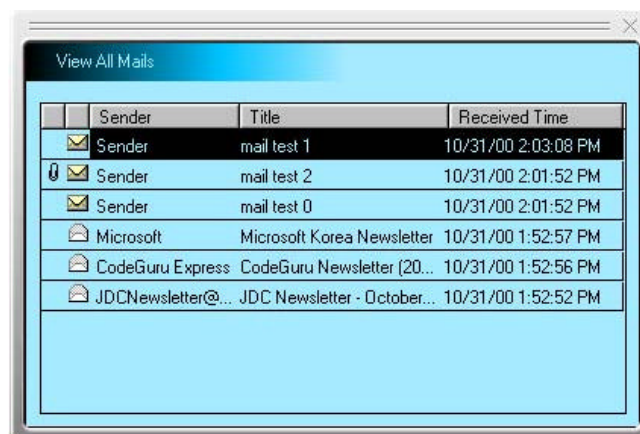 View All Mails
Sender Title Received Time
Sender mail test 1 10/31/00 2:03:08 PM
Sender mail test 2 10/31/00 2:01:52 PM
Sender mail test 0 10/31/00 2:01:52 PM
Microsoft Microsoft Korea Newsletter 10/31/00 1:52:57 PM
CodeGuru Express CodeGuru Newsletter (20... 10/31/00 1:52:56 PM
JDCNewsletter@... JDC Newsletter - October... 10/31/00 1:52:52 PM